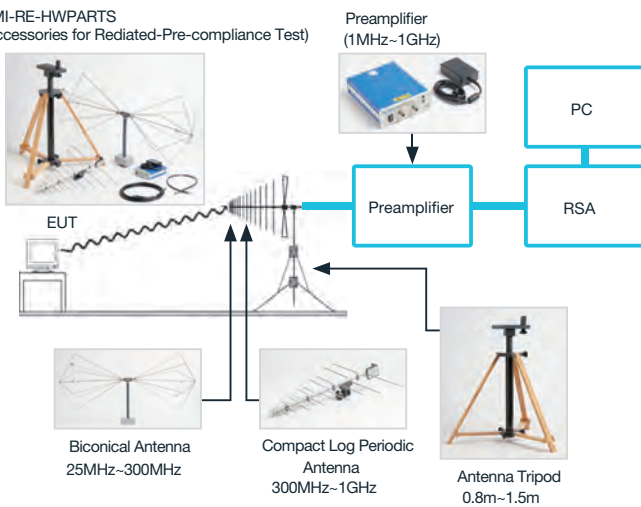 MI-RE-HWPARTS
ccessories for Rediated-Pre-compliance Test)
Preamplifier
(1MHz~1GHz)
PC
Preamplifier
RSA
EUT
Biconical Antenna
25MHz~300MHz
Compact Log Periodic
Antenna
300MHz~1GHz
Antenna Tripod
0.8m~1.5m